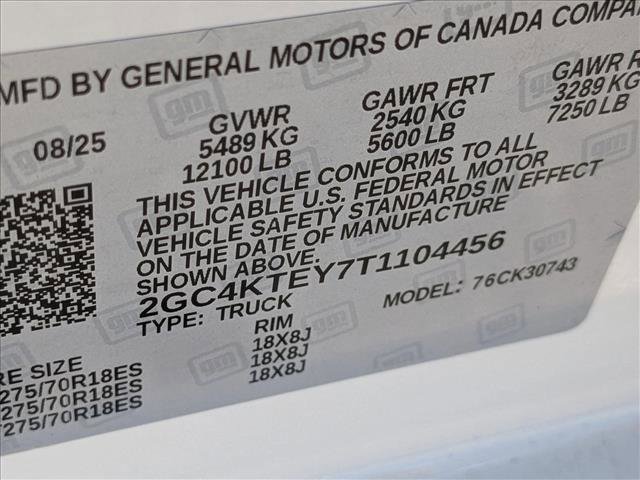 MFD BY GENERAL MOTORS OF CANADA COMPA
08/25 GVWR GAWR FRT GAWR R
5489 KG 2540 KG 3289 KG
12100 LB 5600 LB 7250 LB
THIS VEHICLE CONFORMS TO ALL
APPLICABLE U.S. FEDERAL MOTOR
VEHICLE SAFETY STANDARDS IN EFFECT
ON THE DATE OF MANUFACTURE
SHOWN ABOVE.
2GC4KTEY7T1104456
TYPE: TRUCK MODEL: 76CK30743
RE SIZE RIM
275/70R18ES 18X8J
275/70R18ES 18X8J
275/70R18ES 18X8J
gm